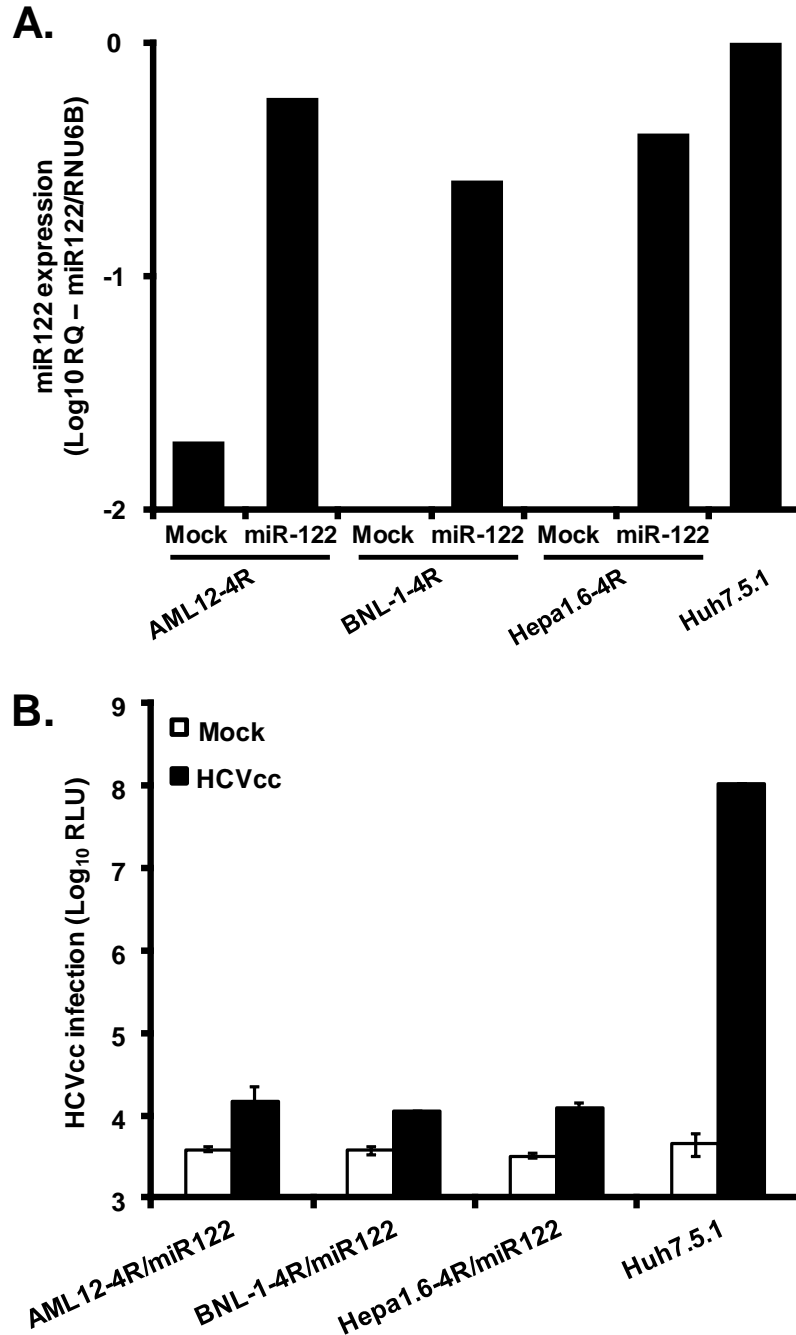 A.
miR122 expression
(Log10 RQ – miR122/RNU6B)
0
-1
-2
Mock miR-122 Mock miR-122 Mock miR-122
AML12-4R BNL-1-4R Hepa1.6-4R Huh7.5.1
B.
HCVcc infection (Log10 RLU)
9
8
7
6
5
4
3
Mock
HCVcc
AML12-4R/miR122 BNL-1-4R/miR122 Hepa1.6-4R/miR122 Huh7.5.1